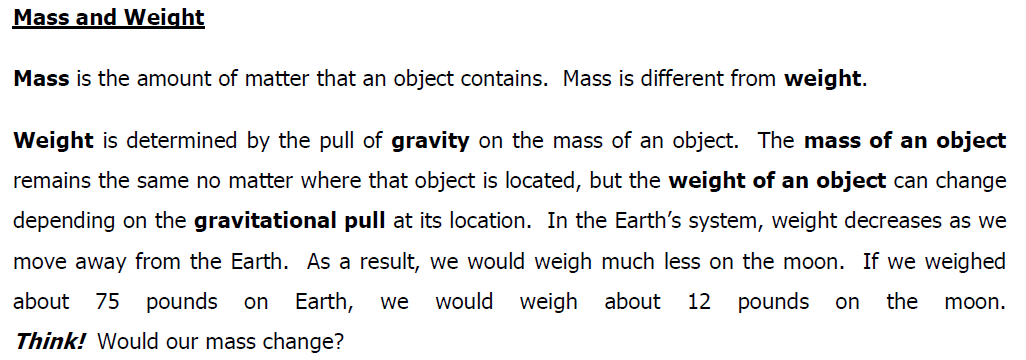 Mass and Weight
Mass is the amount of matter that an object contains.  Mass is different from weight.
Weight is determined by the pull of gravity on the mass of an object.  The mass of an object
remains the same no matter where that object is located, but the weight of an object can change
depending on the gravitational pull at its location.  In the Earth’s system, weight decreases as we
move away from the Earth.  As a result, we would weigh much less on the moon.  If we weighed
about 75 pounds on Earth, we would weigh about 12 pounds on the moon.
Think!  Would our mass change?